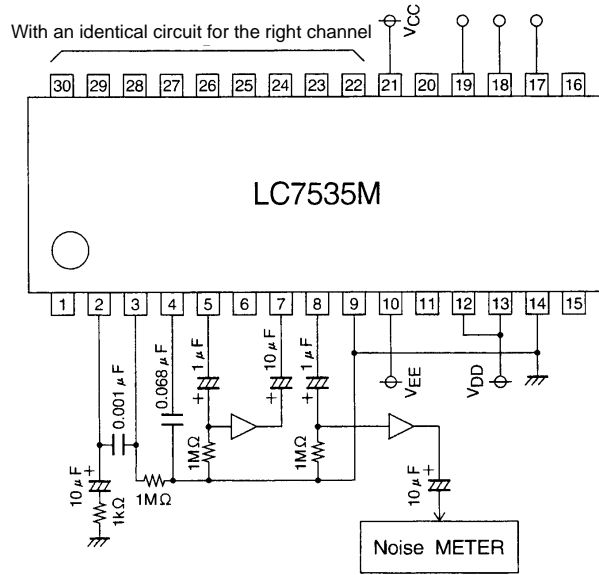 With an identical circuit for the right channel
VCC
30 29 28 27 26 25 24 23 22 21 20 19 18 17 16
LC7535M
1 2 3 4 5 6 7 8 9 10 11 12 13 14 15
0.001 μF
0.068 μF
1 μF
+
10 μF
+
1 μF
+
VEE
VDD
+
10 μF
1kΩ
1MΩ
1MΩ
1MΩ
10 μF
+
Noise METER